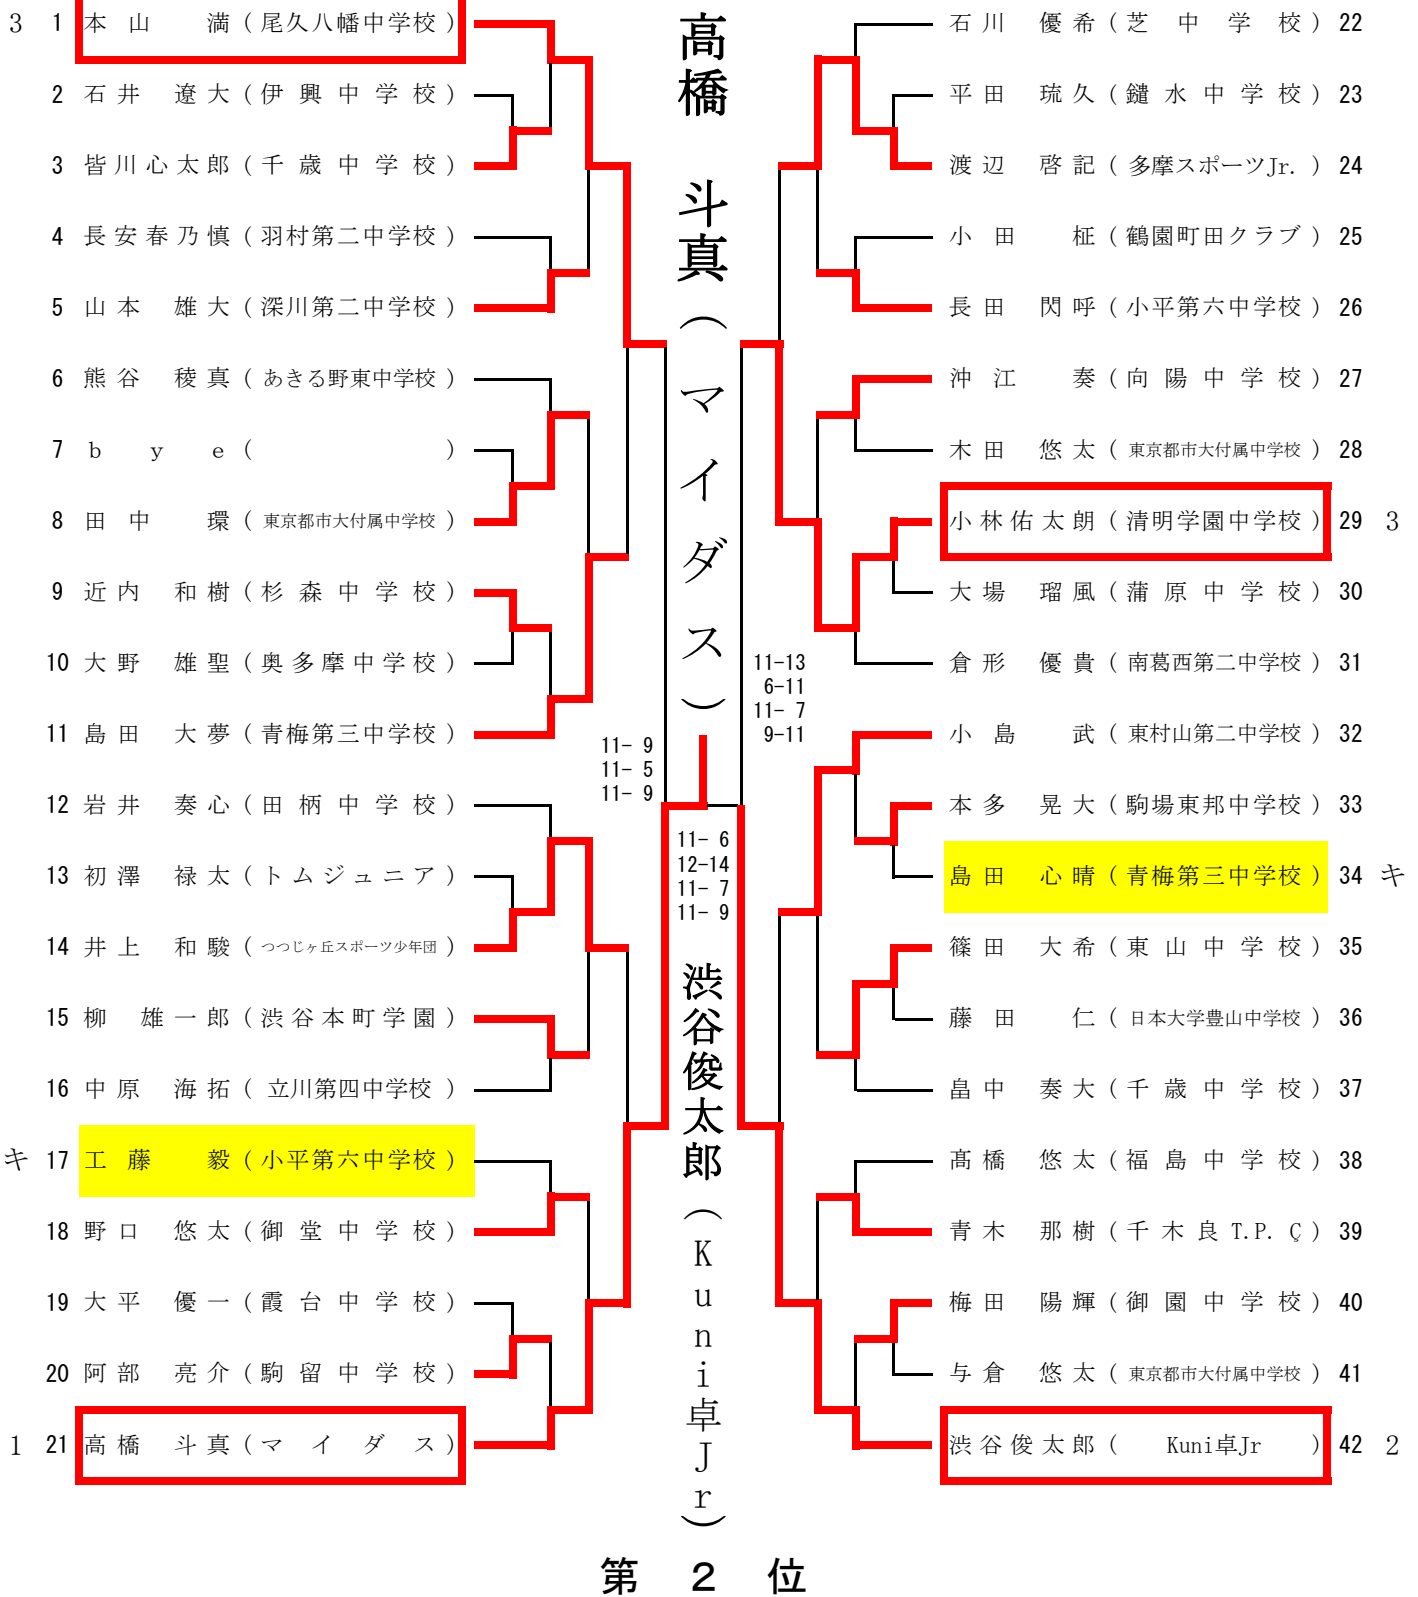 3 1 本山 満(尾久八幡中学校)
2 石井 遼大(伊興中学校)
3 皆川心太郎(千歳中学校)
4 長安春乃慎(羽村第二中学校)
5 山本 雄大(深川第二中学校)
6 熊谷 稜真(あきる野東中学校)
7 bye( )
8 田中 環(東京都市大付属中学校)
9 近内 和樹(杉森中学校)
10 大野 雄聖(奥多摩中学校)
11 島田 大夢(青梅第三中学校)
12 岩井 奏心(田柄中学校)
13 初澤 禄太(トムジュニア)
14 井上 和駿(つつじヶ丘スポーツ少年団)
15 柳 雄一郎(渋谷本町学園)
16 中原 海拓(立川第四中学校)
キ 17 工藤 毅(小平第六中学校)
18 野口 悠太(御堂中学校)
19 大平 優一(霞台中学校)
20 阿部 亮介(駒留中学校)
1 21 高橋 斗真(マイダス)
高橋 斗真(マイダス)
11- 9
11- 5
11- 9
11-13
6-11
11- 7
9-11
11- 6
12-14
11- 7
11- 9
渋谷俊太郎(Kuni卓Jr)
第 2 位
石川 優希(芝中学校) 22
平田 琉久(鑓水中学校) 23
渡辺 啓記(多摩スポーツJr.) 24
小田 柾(鶴園町田クラブ) 25
長田 閃呼(小平第六中学校) 26
沖江 奏(向陽中学校) 27
木田 悠太(東京都市大付属中学校) 28
小林佑太朗(清明学園中学校) 29 3
大場 瑠風(蒲原中学校) 30
倉形 優貴(南葛西第二中学校) 31
小島 武(東村山第二中学校) 32
本多 晃大(駒場東邦中学校) 33
島田 心晴(青梅第三中学校) 34 キ
篠田 大希(東山中学校) 35
藤田 仁(日本大学豊山中学校) 36
畠中 奏大(千歳中学校) 37
髙橋 悠太(福島中学校) 38
青木 那樹(千木良T.P.Ç) 39
梅田 陽輝(御園中学校) 40
与倉 悠太(東京都市大付属中学校) 41
渋谷俊太郎( Kuni卓Jr ) 42 2